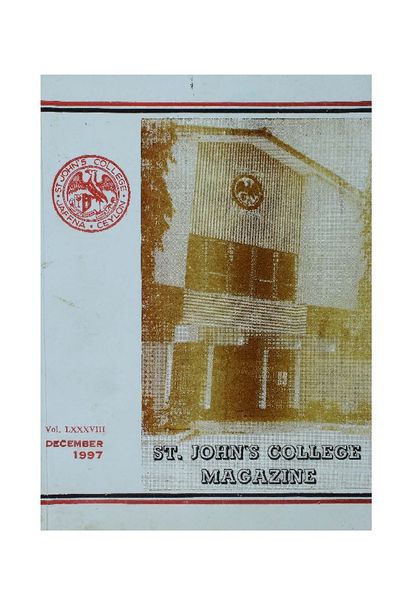 ST. JOHN'S COLLEGE
JAFFNA • CEYLON
Vol. LXXXVIII
DECEMBER
1997
ST. JOHN'S COLLEGE
MAGAZINE